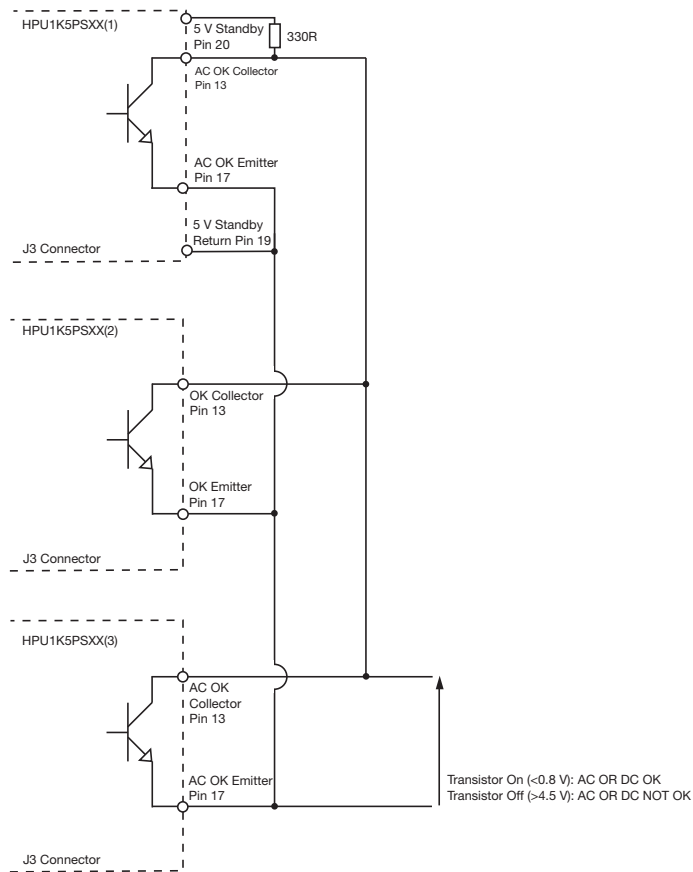 HPU1K5PSXX(1)
5 V Standby
Pin 20
330R
AC OK Collector
Pin 13
AC OK Emitter
Pin 17
5 V Standby
Return Pin 19
J3 Connector
HPU1K5PSXX(2)
OK Collector
Pin 13
OK Emitter
Pin 17
J3 Connector
HPU1K5PSXX(3)
AC OK
Collector
Pin 13
AC OK Emitter
Pin 17
Transistor On (<0.8 V): AC OR DC OK
Transistor Off (>4.5 V): AC OR DC NOT OK
J3 Connector